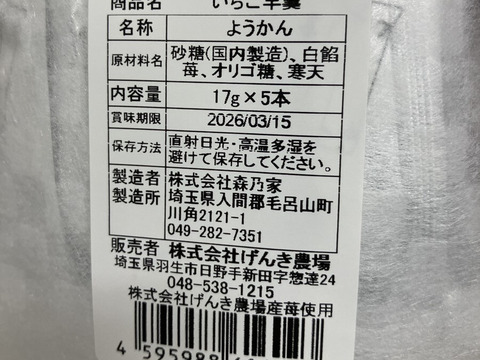 商品名 いちご羊羹
名称 ようかん
原材料名 砂糖(国内製造)、白餡
苺、オリゴ糖、寒天
内容量 17g×5本
賞味期限 2026/03/15
保存方法 直射日光・高温多湿を
避けて保存してください。
製造者 株式会社森乃家
製造所 埼玉県入間郡毛呂山町
川角2121-1
049-282-7351
販売者 株式会社げんき農場
埼玉県羽生市日野手新田字惣達24
048-538-1215
株式会社げんき農場産苺使用
4 595988